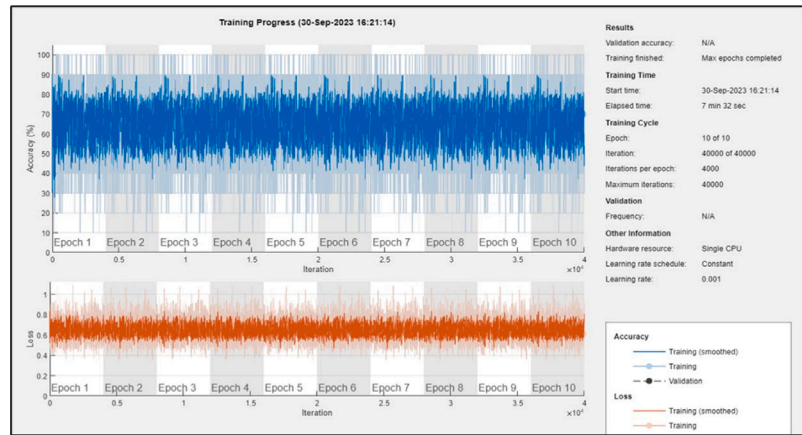 Training Progress (30-Sep-2023 16:21:14)
Accuracy (%)
100
90
80
70
60
50
40
30
20
10
0
Epoch 1 Epoch 2 Epoch 3 Epoch 4 Epoch 5 Epoch 6 Epoch 7 Epoch 8 Epoch 9 Epoch 10
0 0.5 1 1.5 2 2.5 3 3.5 4
Iteration ×10⁴
Loss
1
0.8
0.6
0.4
0.2
0
Epoch 1 Epoch 2 Epoch 3 Epoch 4 Epoch 5 Epoch 6 Epoch 7 Epoch 8 Epoch 9 Epoch 10
0 0.5 1 1.5 2 2.5 3 3.5 4
Iteration ×10⁴
Results
Validation accuracy: N/A
Training finished: Max epochs completed
Training Time
Start time: 30-Sep-2023 16:21:14
Elapsed time: 7 min 32 sec
Training Cycle
Epoch: 10 of 10
Iteration: 40000 of 40000
Iterations per epoch: 4000
Maximum iterations: 40000
Validation
Frequency: N/A
Other Information
Hardware resource: Single CPU
Learning rate schedule: Constant
Learning rate: 0.001
Accuracy
Training (smoothed)
Training
Validation
Loss
Training (smoothed)
Training